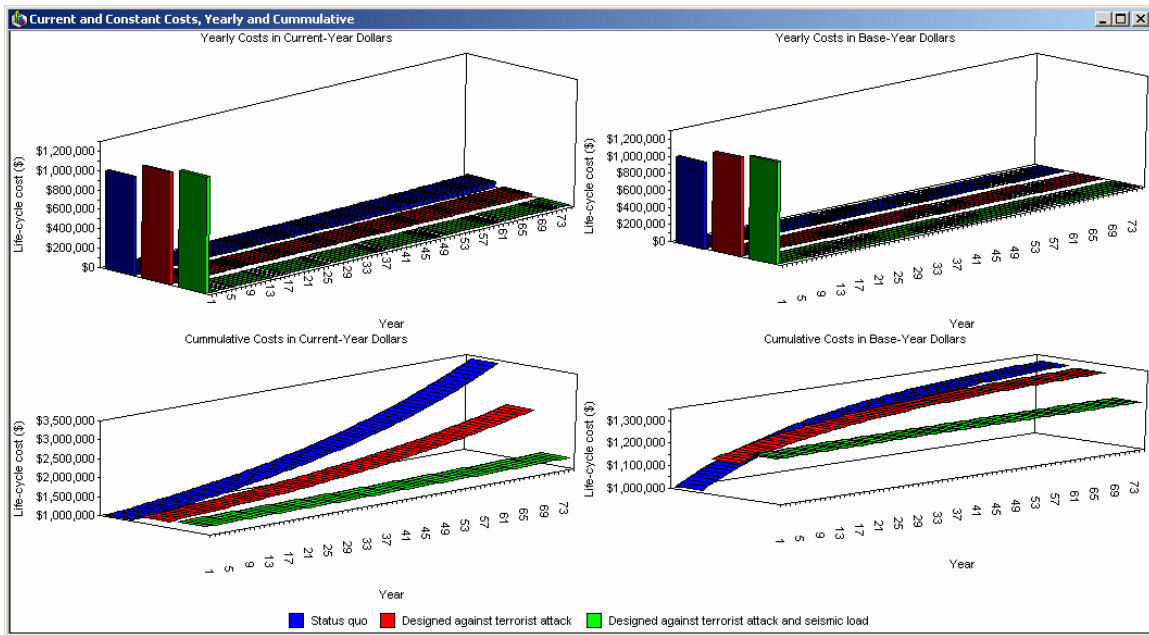 Current and Constant Costs, Yearly and Cummulative
Yearly Costs in Current-Year Dollars
Life-cycle cost ($)
$1,200,000
$1,000,000
$800,000
$600,000
$400,000
$200,000
$0
1 5 9 13 17 21 25 29 33 37 41 45 49 53 57 61 65 69 73
Year
Yearly Costs in Base-Year Dollars
Life-cycle cost ($)
$1,200,000
$1,000,000
$800,000
$600,000
$400,000
$200,000
$0
1 5 9 13 17 21 25 29 33 37 41 45 49 53 57 61 65 69 73
Year
Cummulative Costs in Current-Year Dollars
Life-cycle cost ($)
$3,500,000
$3,000,000
$2,500,000
$2,000,000
$1,500,000
$1,000,000
1 5 9 13 17 21 25 29 33 37 41 45 49 53 57 61 65 69 73
Year
Cumulative Costs in Base-Year Dollars
Life-cycle cost ($)
$1,300,000
$1,200,000
$1,100,000
$1,000,000
1 5 9 13 17 21 25 29 33 37 41 45 49 53 57 61 65 69 73
Year
Status quo
Designed against terrorist attack
Designed against terrorist attack and seismic load